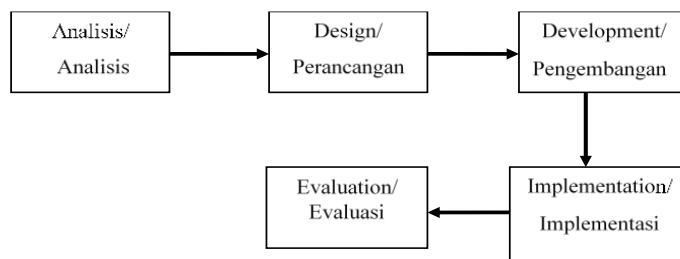 Analisis/
Analisis
Design/
Perancangan
Development/
Pengembangan
Implementation/
Implementasi
Evaluation/
Evaluasi